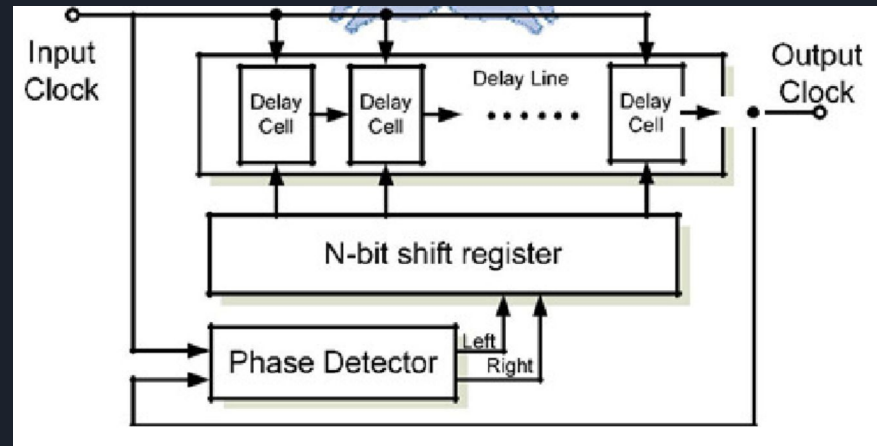 Input
Clock
Delay Line
Output
Clock
Delay
Cell
Delay
Cell
Delay
Cell
N-bit shift register
Left
Phase Detector
Right